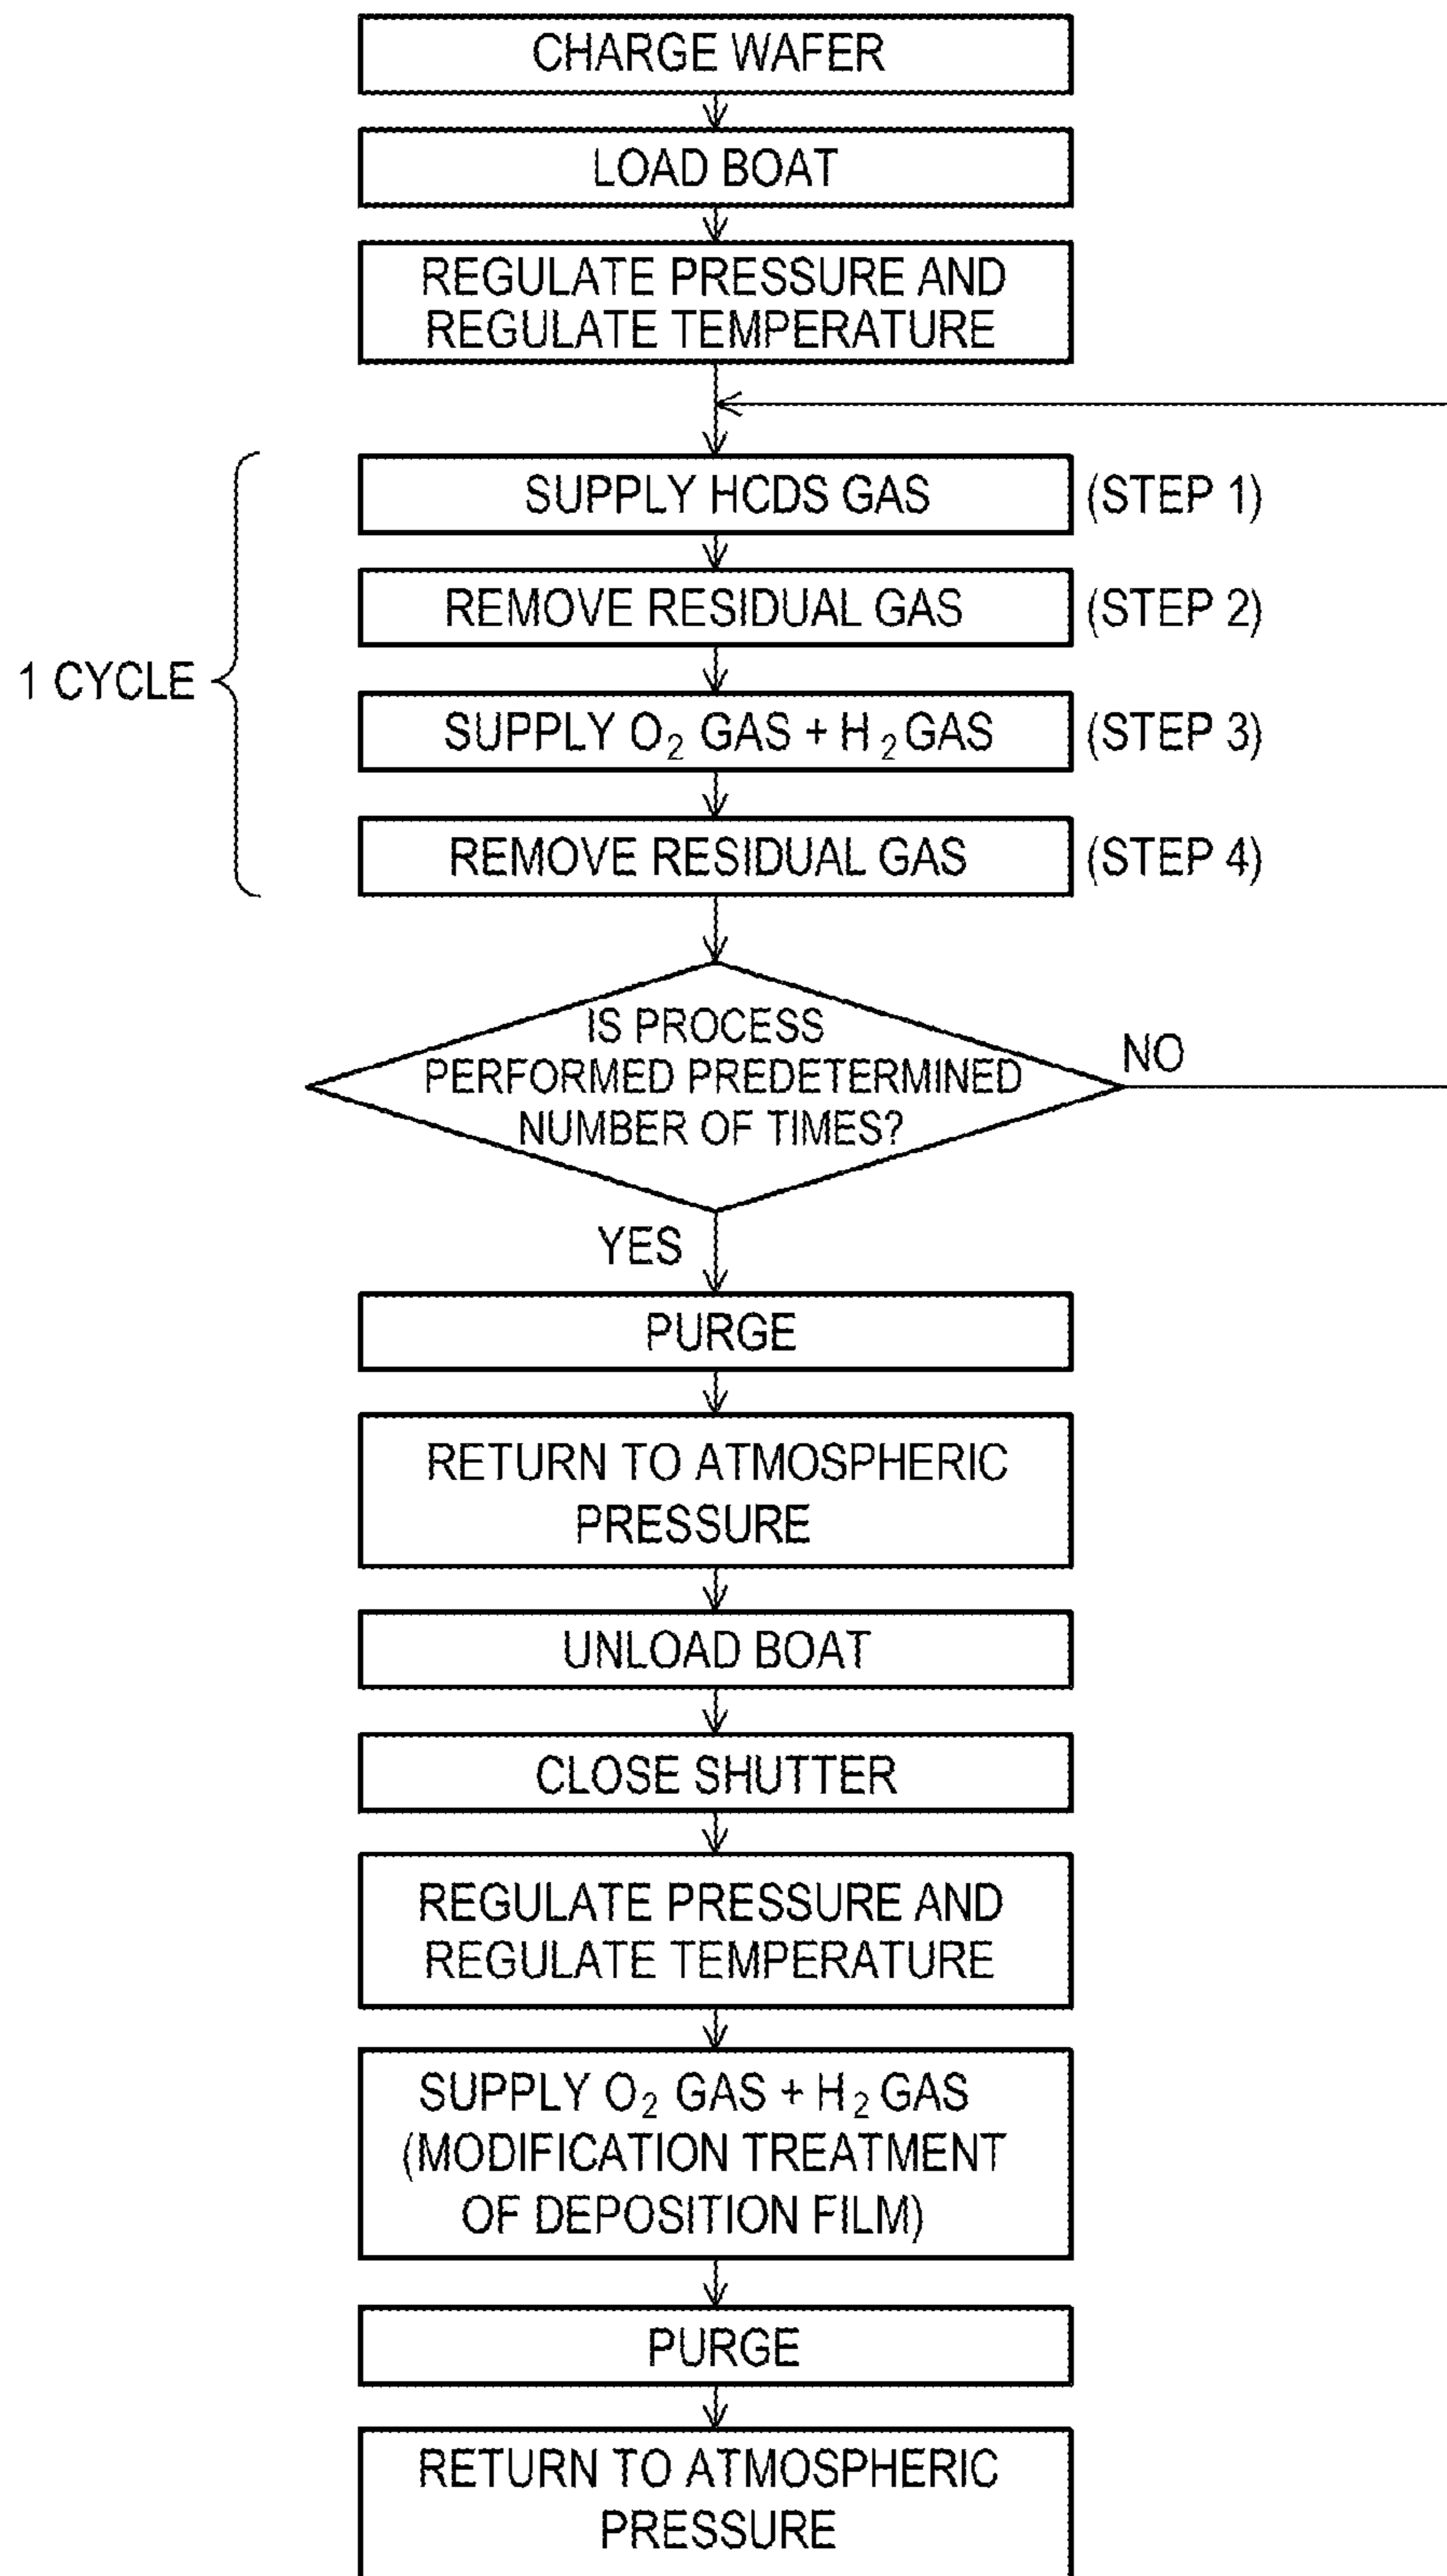 CHARGE WAFER
LOAD BOAT
REGULATE PRESSURE AND
REGULATE TEMPERATURE
SUPPLY HCDS GAS (STEP 1)
REMOVE RESIDUAL GAS (STEP 2)
1 CYCLE
SUPPLY O₂ GAS + H₂ GAS (STEP 3)
REMOVE RESIDUAL GAS (STEP 4)
IS PROCESS
PERFORMED PREDETERMINED
NUMBER OF TIMES?
NO
YES
PURGE
RETURN TO ATMOSPHERIC
PRESSURE
UNLOAD BOAT
CLOSE SHUTTER
REGULATE PRESSURE AND
REGULATE TEMPERATURE
SUPPLY O₂ GAS + H₂ GAS
(MODIFICATION TREATMENT
OF DEPOSITION FILM)
PURGE
RETURN TO ATMOSPHERIC
PRESSURE